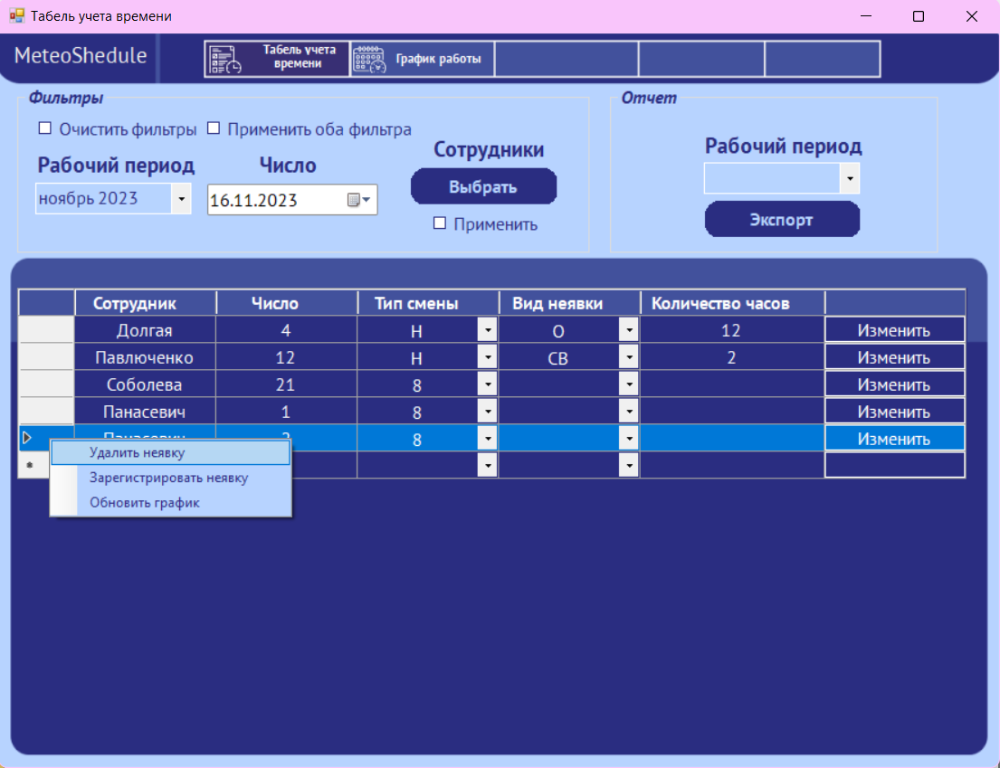 Табель учета времени
MeteoShedule
Табель учета
времени
График работы
Фильтры
Очистить фильтры
Применить оба фильтра
Рабочий период
Число
Сотрудники
ноябрь 2023
16.11.2023
Выбрать
Применить
Отчет
Рабочий период
Экспорт
Сотрудник Число Тип смены Вид неявки Количество часов
Долгая 4 Н О 12 Изменить
Павлюченко 12 Н СВ 2 Изменить
Соболева 21 8 Изменить
Панасевич 1 8 Изменить
Панасевич 8 Изменить
Удалить неявку
Зарегистрировать неявку
Обновить график